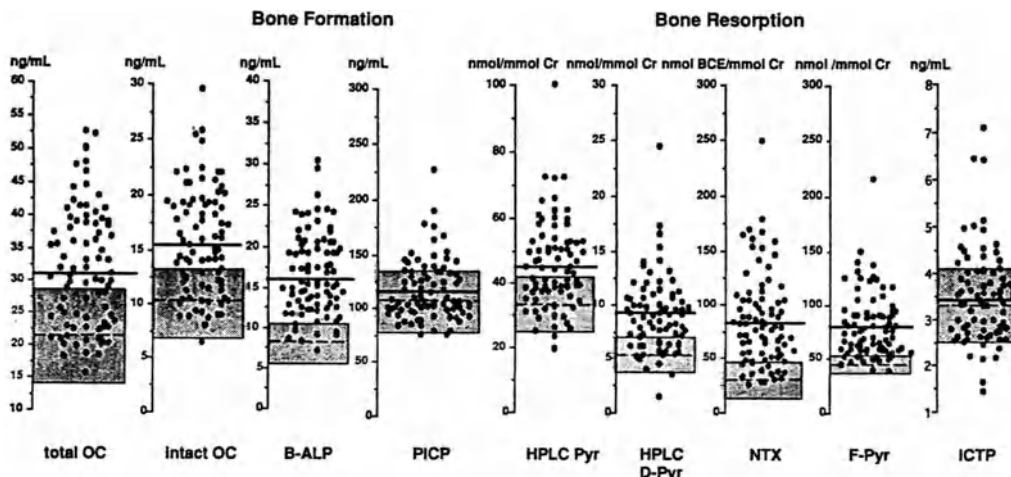 Bone Formation Bone Resorption
ng/mL ng/mL ng/mL ng/mL nmol/mmol Cr nmol/mmol Cr nmol BCE/mmol Cr nmol /mmol Cr ng/mL
60 55 50 45 40 35 30 25 20 15 10
30 25 20 15 10 5 0
40 35 30 25 20 15 10 5 0
300 250 200 150 100 50 0
100 80 60 40 20 0
30 25 20 15 10 5 0
300 250 200 150 100 50 0
300 250 200 150 100 50 0
8 7 6 5 4 3 2 1
total OC intact OC B-ALP PICP HPLC Pyr HPLC D-Pyr NTX F-Pyr ICTP